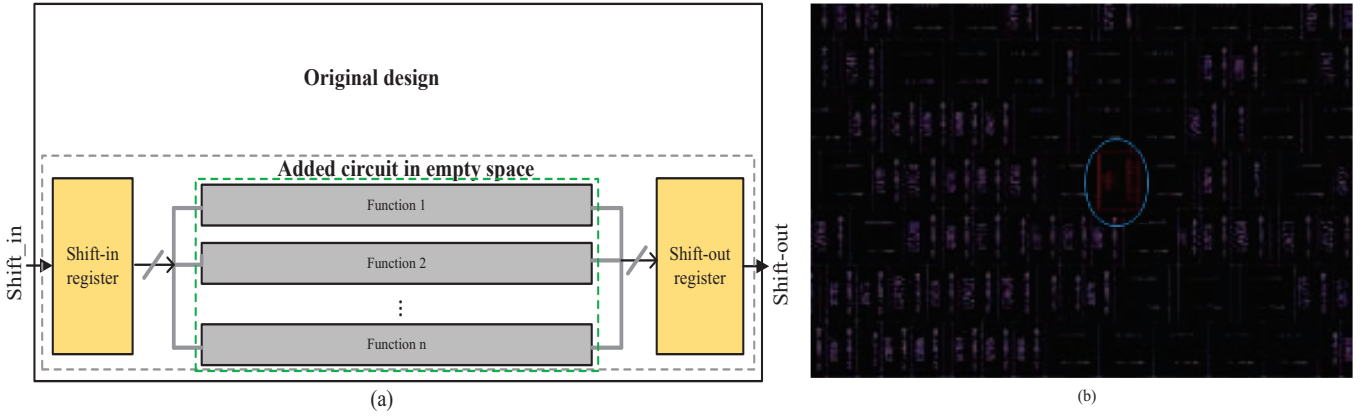 Original design
Added circuit in empty space
Shift_in
Shift-in
register
Function 1
Function 2
⋮
Function n
Shift-out
register
Shift-out
(a)
(b)